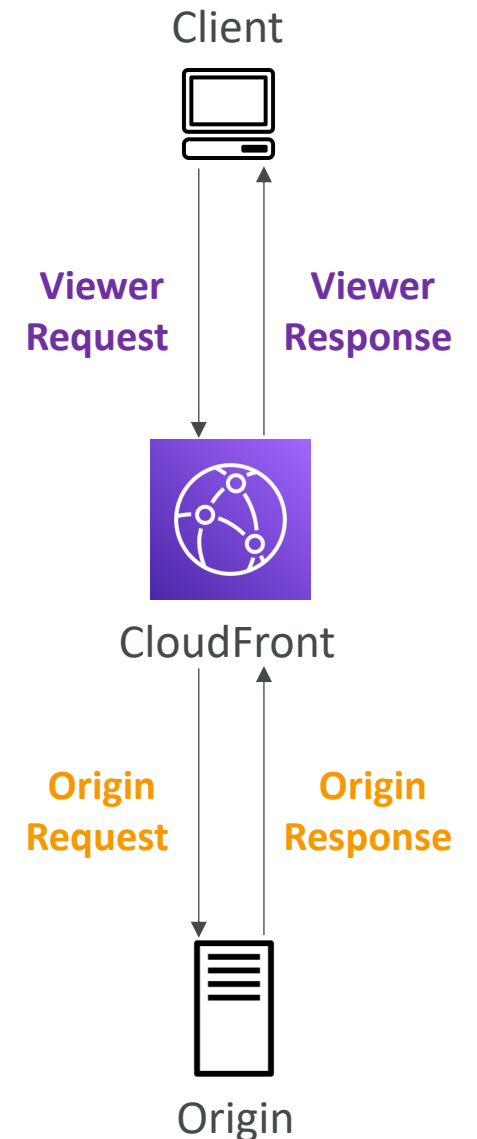 Client
Viewer
Request
Viewer
Response
CloudFront
Origin
Request
Origin
Response
Origin